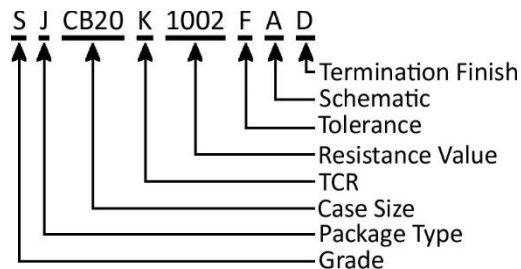 S J CB20 K 1002 F A D
Termination Finish
Schematic
Tolerance
Resistance Value
TCR
Case Size
Package Type
Grade